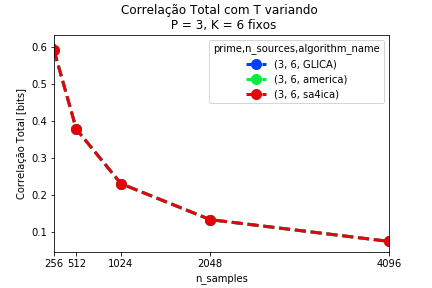 Correlação Total com T variando
P = 3, K = 6 fixos
prime,n_sources,algorithm_name
(3, 6, GLICA)
(3, 6, america)
(3, 6, sa4ica)
Correlação Total [bits]
0.6
0.5
0.4
0.3
0.2
0.1
256 512 1024 2048 4096
n_samples